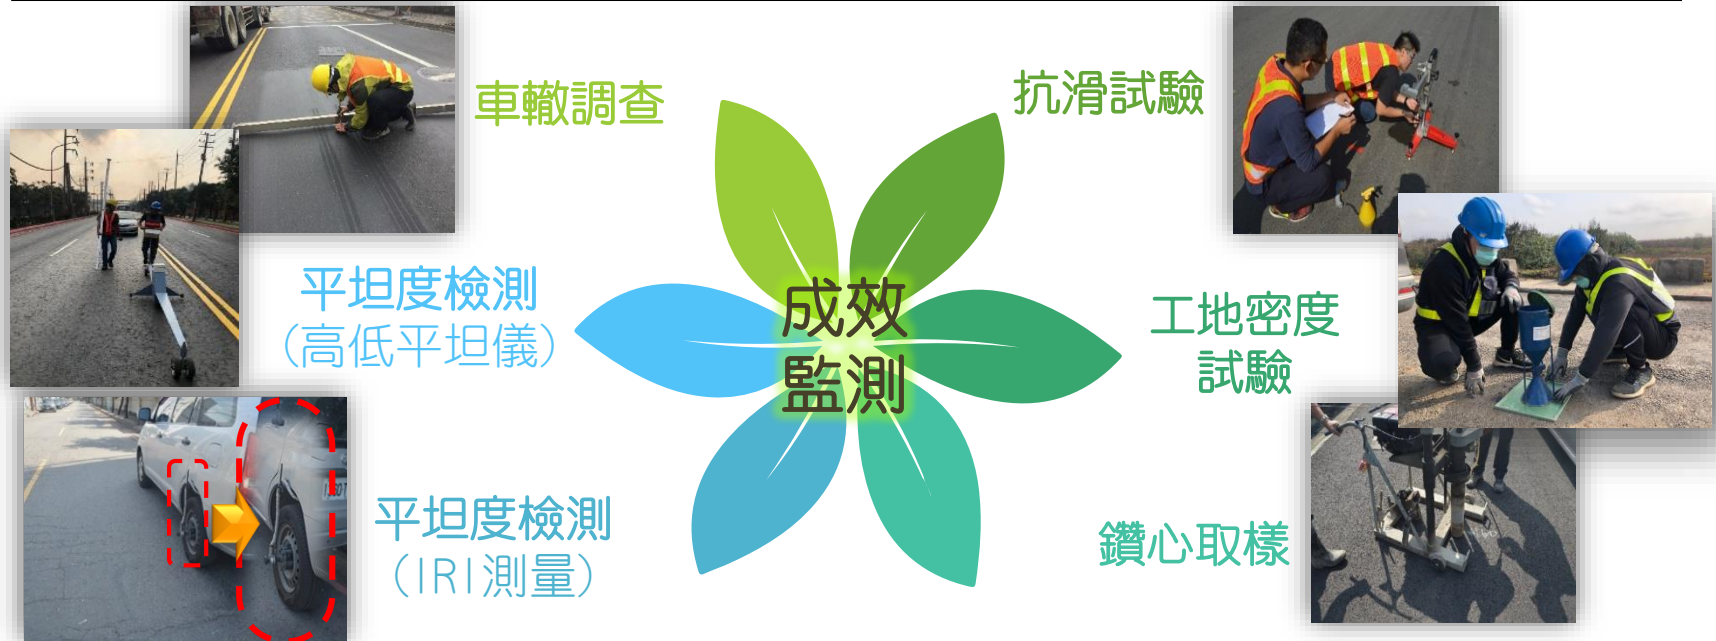 車轍調查
抗滑試驗
平坦度檢測
（高低平坦儀）
成效
監測
工地密度
試驗
平坦度檢測
（IRI測量）
鑽心取樣